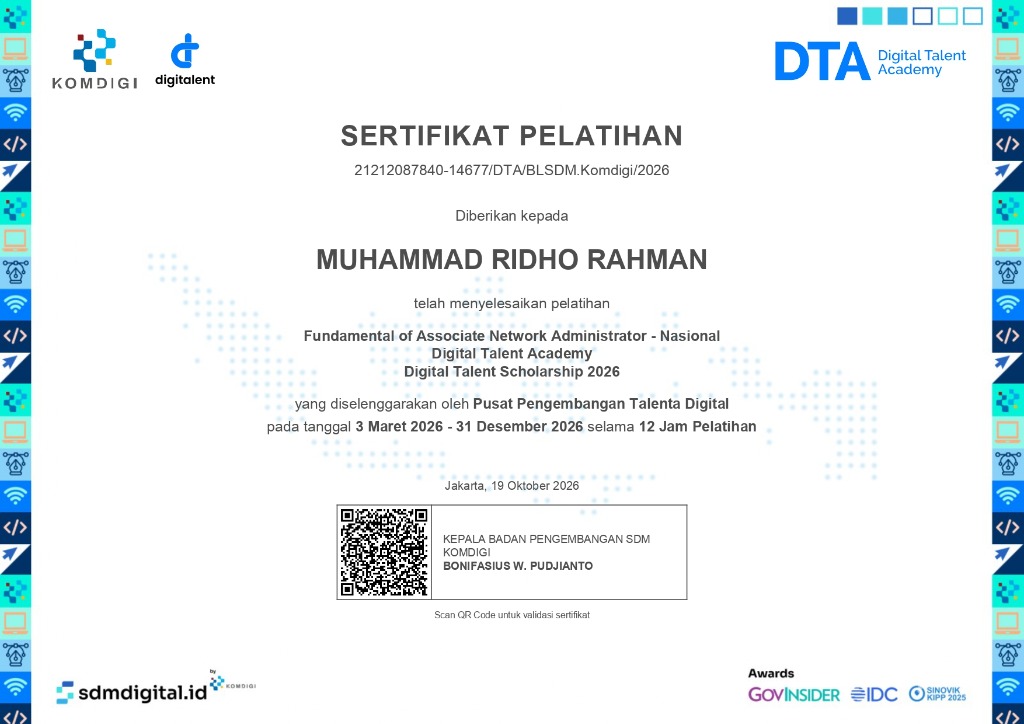 KOMDIGI
digitalent
DTA Digital Talent
Academy
SERTIFIKAT PELATIHAN
21212087840-14677/DTA/BLSDM.Komdigi/2026
Diberikan kepada
MUHAMMAD RIDHO RAHMAN
telah menyelesaikan pelatihan
Fundamental of Associate Network Administrator - Nasional
Digital Talent Academy
Digital Talent Scholarship 2026
yang diselenggarakan oleh Pusat Pengembangan Talenta Digital
pada tanggal 3 Maret 2026 - 31 Desember 2026 selama 12 Jam Pelatihan
Jakarta, 19 Oktober 2026
KEPALA BADAN PENGEMBANGAN SDM
KOMDIGI
BONIFASIUS W. PUDJIANTO
Scan QR Code untuk validasi sertifikat
sdmdigital.id by KOMDIGI
Awards
GOVINSIDER IDC SINOVIK
KIPP 2025